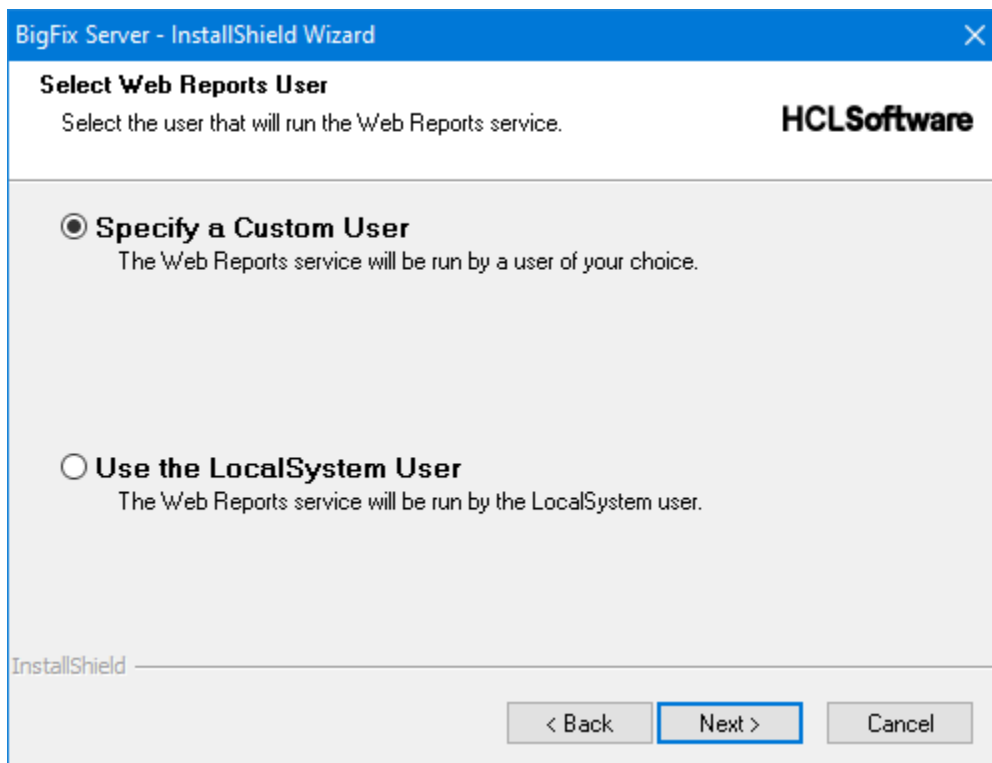 BigFix Server - InstallShield Wizard
Select Web Reports User
Select the user that will run the Web Reports service.
HCLSoftware
Specify a Custom User
The Web Reports service will be run by a user of your choice.
Use the LocalSystem User
The Web Reports service will be run by the LocalSystem user.
InstallShield
< Back
Next >
Cancel